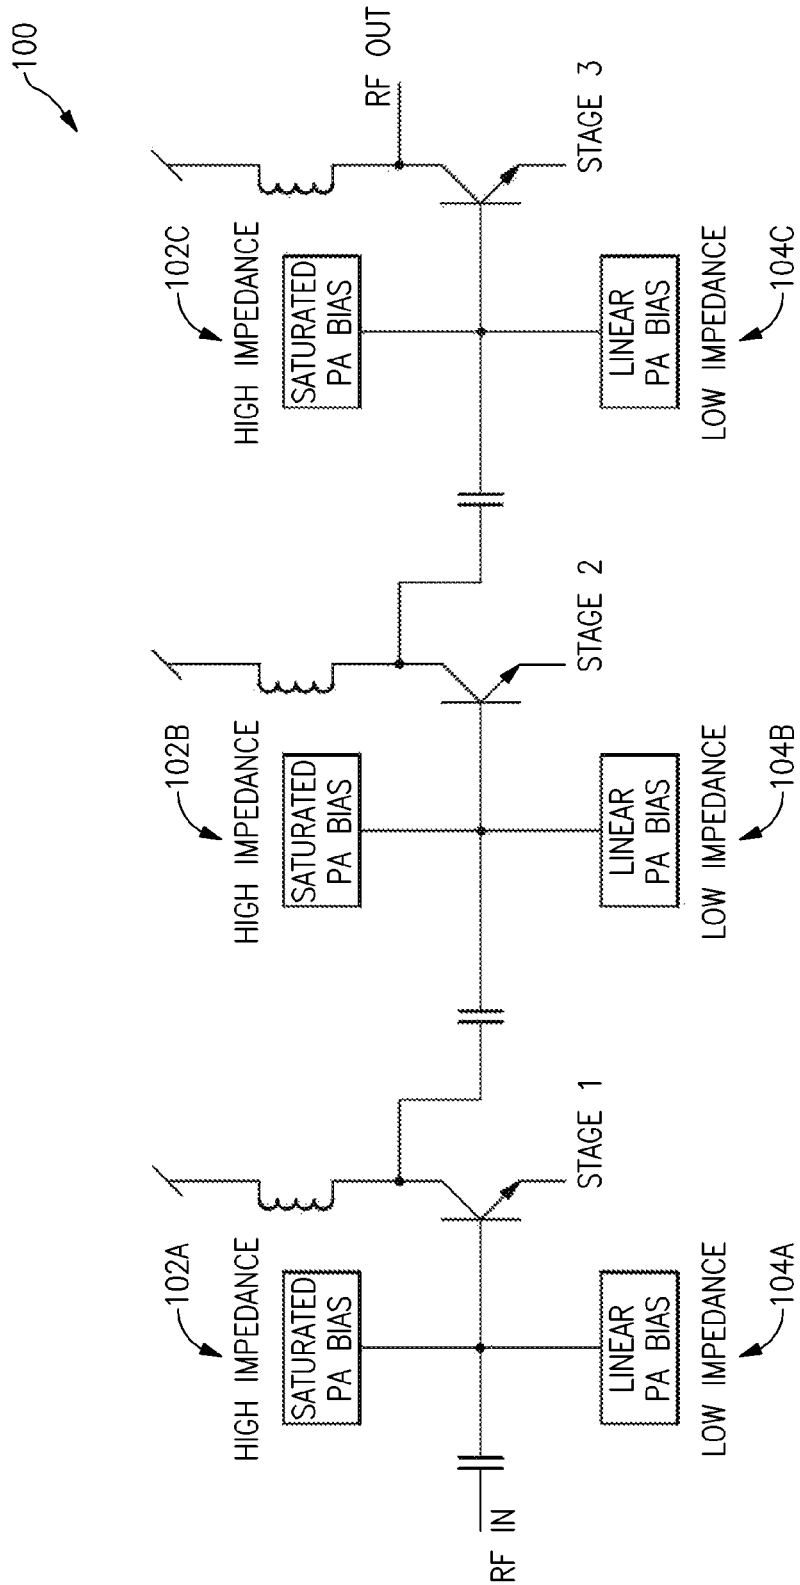 100
102A
HIGH IMPEDANCE
SATURATED
PA BIAS
LINEAR
PA BIAS
LOW IMPEDANCE
104A
RF IN
STAGE 1
102B
HIGH IMPEDANCE
SATURATED
PA BIAS
LINEAR
PA BIAS
LOW IMPEDANCE
104B
STAGE 2
102C
HIGH IMPEDANCE
SATURATED
PA BIAS
LINEAR
PA BIAS
LOW IMPEDANCE
104C
RF OUT
STAGE 3